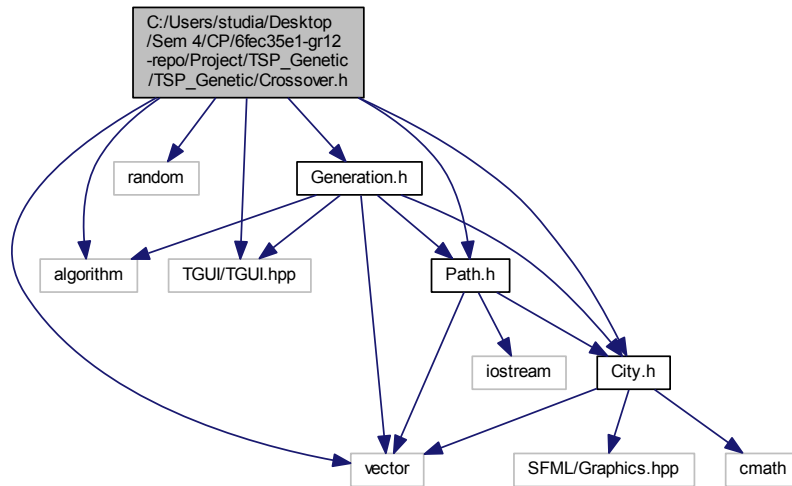 C:/Users/studia/Desktop
/Sem 4/CP/6fec35e1-gr12
-repo/Project/TSP_Genetic
/TSP_Genetic/Crossover.h
random
Generation.h
algorithm
TGUI/TGUI.hpp
Path.h
iostream
City.h
vector
SFML/Graphics.hpp
cmath